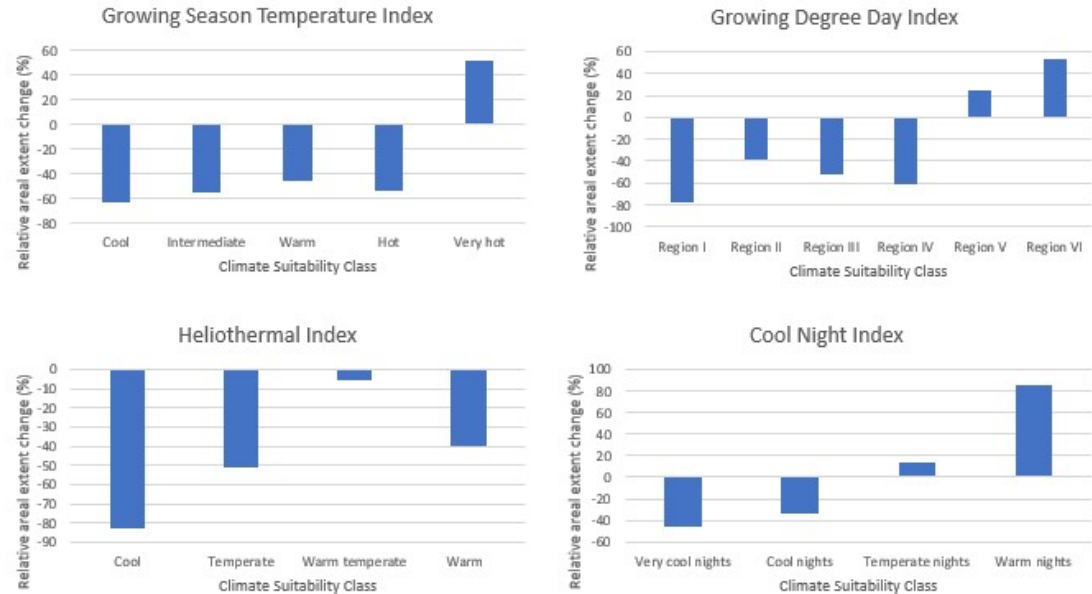 Growing Season Temperature Index
Relative areal extent change (%)
60
40
20
0
-20
-40
-60
-80
Cool Intermediate Warm Hot Very hot
Climate Suitability Class
Growing Degree Day Index
Relative areal extent change (%)
60
40
20
0
-20
-40
-60
-80
-100
Region I Region II Region III Region IV Region V Region VI
Climate Suitability Class
Heliothermal Index
Relative areal extent change (%)
0
-10
-20
-30
-40
-50
-60
-70
-80
-90
Cool Temperate Warm temperate Warm
Climate Suitability Class
Cool Night Index
Relative areal extent change (%)
100
80
60
40
20
0
-20
-40
-60
Very cool nights Cool nights Temperate nights Warm nights
Climate Suitability Class